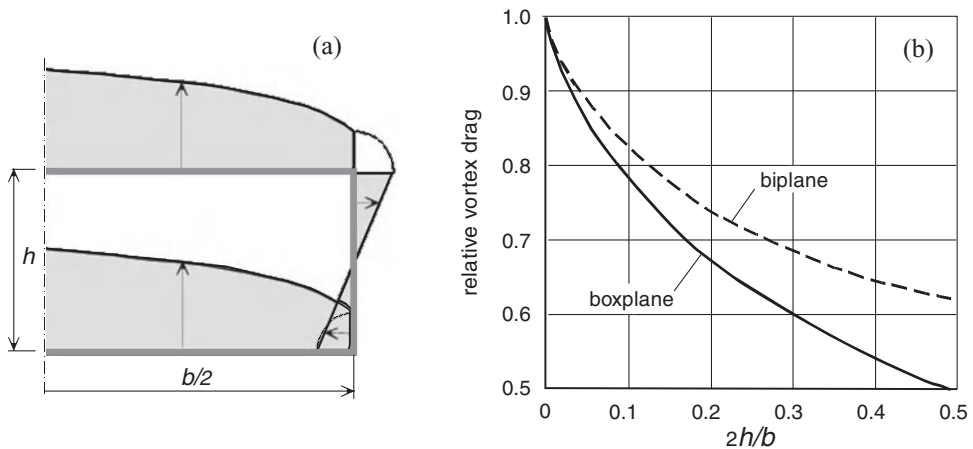 (a)
h
b/2
(b)
relative vortex drag
1.0
0.9
0.8
0.7
0.6
0.5
biplane
boxplane
0 0.1 0.2 0.3 0.4 0.5
2h/b